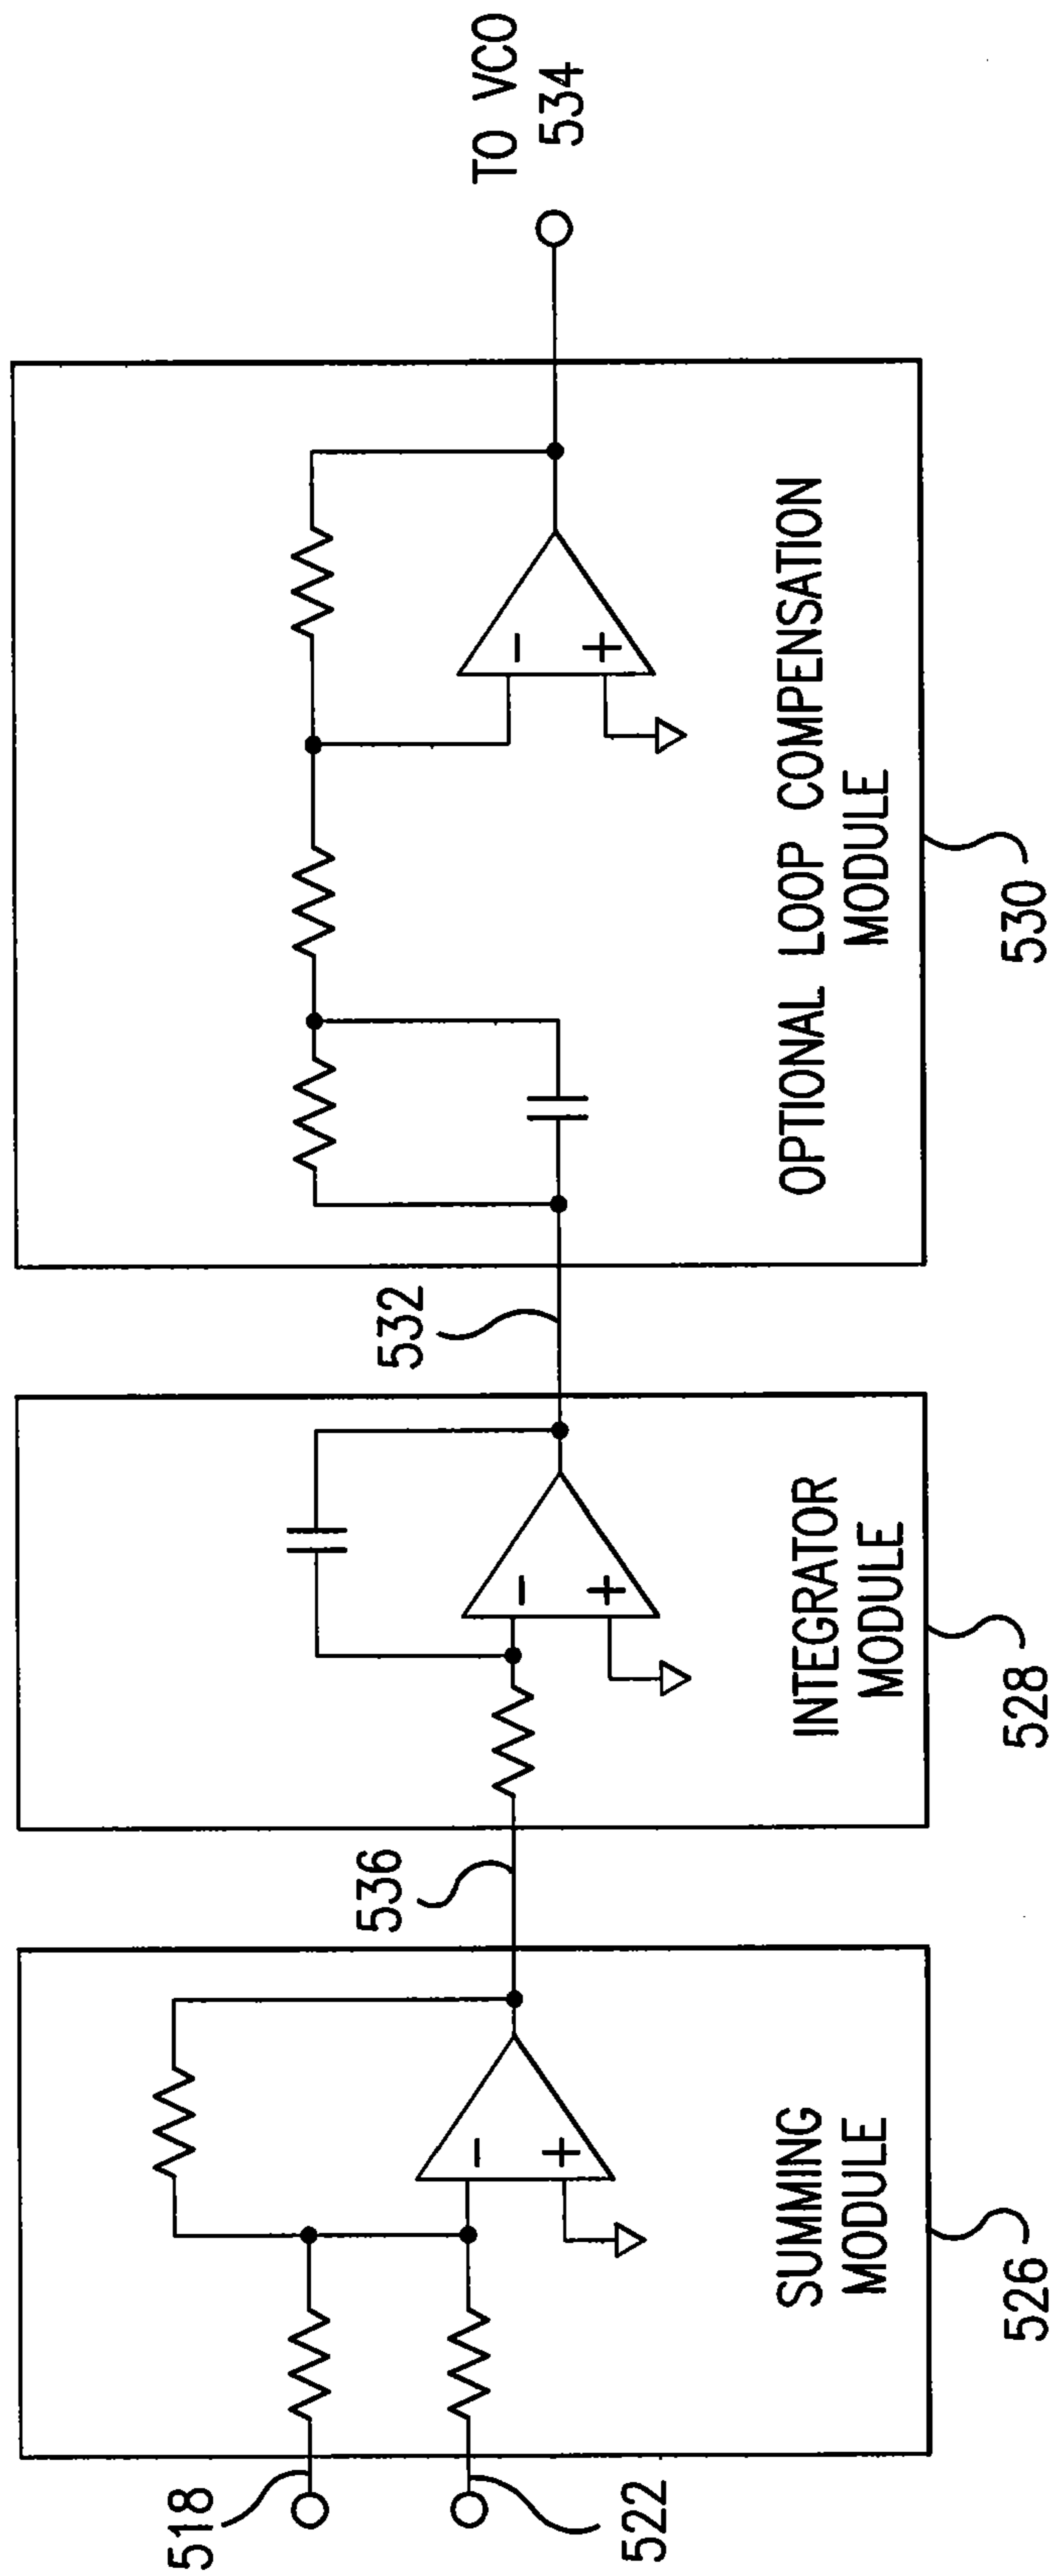 518
522
SUMMING
MODULE
526
536
INTEGRATOR
MODULE
528
532
OPTIONAL LOOP COMPENSATION
MODULE
530
TO VCO
534